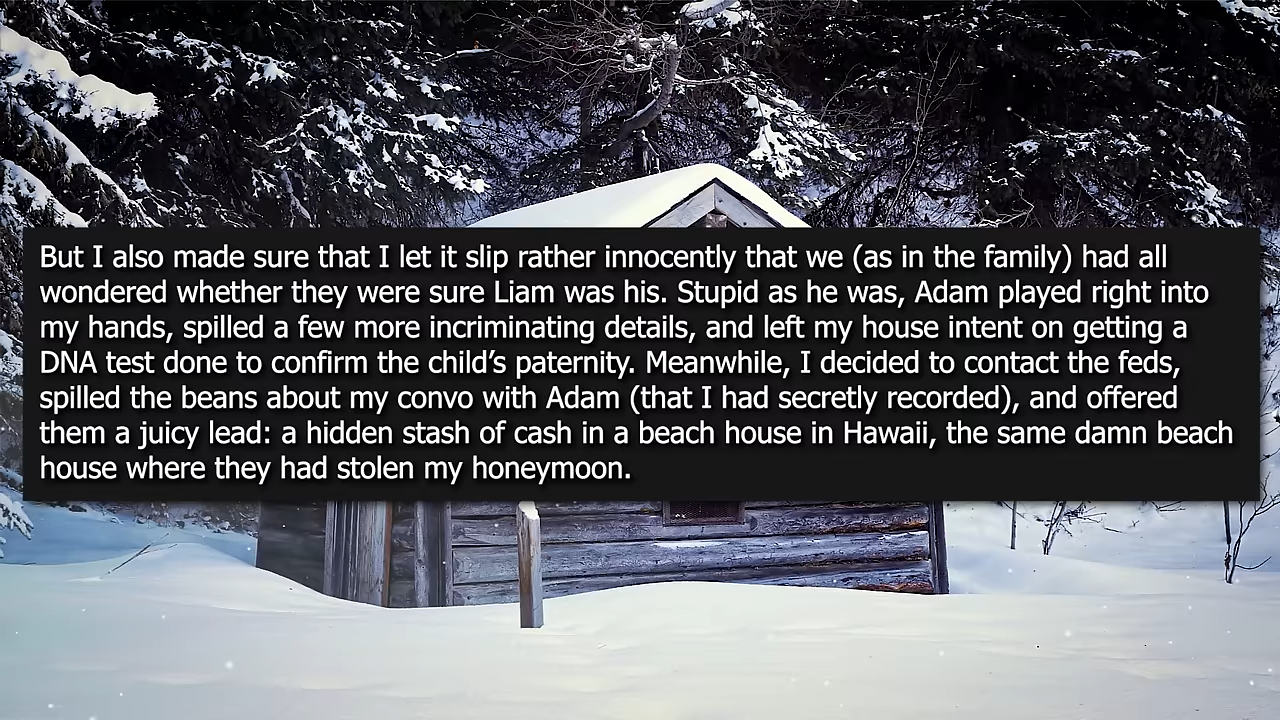 But I also made sure that I let it slip rather innocently that we (as in the family) had all
wondered whether they were sure Liam was his. Stupid as he was, Adam played right into
my hands, spilled a few more incriminating details, and left my house intent on getting a
DNA test done to confirm the child’s paternity. Meanwhile, I decided to contact the feds,
spilled the beans about my convo with Adam (that I had secretly recorded), and offered
them a juicy lead: a hidden stash of cash in a beach house in Hawaii, the same damn beach
house where they had stolen my honeymoon.